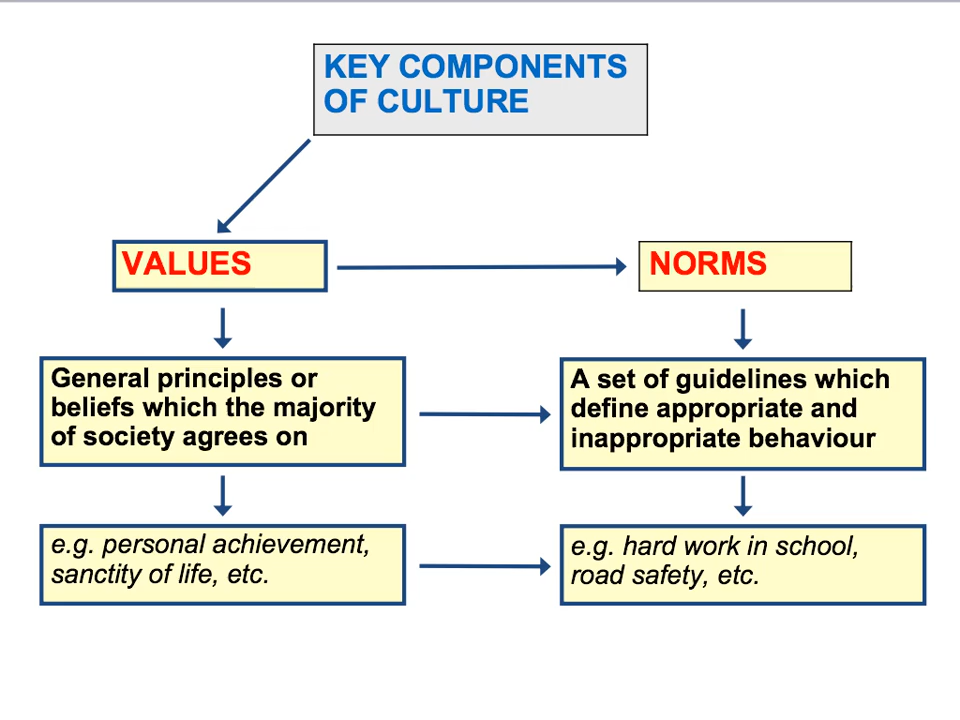 KEY COMPONENTS
OF CULTURE
VALUES
NORMS
General principles or
beliefs which the majority
of society agrees on
A set of guidelines which
define appropriate and
inappropriate behaviour
e.g. personal achievement,
sanctity of life, etc.
e.g. hard work in school,
road safety, etc.